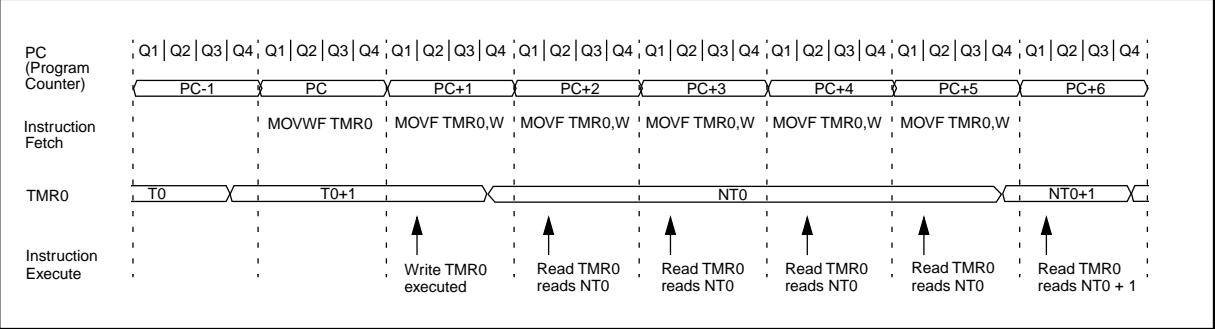 PC
(Program
Counter)
Q1 Q2 Q3 Q4 Q1 Q2 Q3 Q4 Q1 Q2 Q3 Q4 Q1 Q2 Q3 Q4 Q1 Q2 Q3 Q4 Q1 Q2 Q3 Q4 Q1 Q2 Q3 Q4 Q1 Q2 Q3 Q4
PC-1 PC PC+1 PC+2 PC+3 PC+4 PC+5 PC+6
Instruction
Fetch
MOVWF TMR0 MOVF TMR0,W MOVF TMR0,W MOVF TMR0,W MOVF TMR0,W MOVF TMR0,W
TMR0
T0 T0+1 NT0 NT0+1
Instruction
Execute
Write TMR0
executed
Read TMR0
reads NT0
Read TMR0
reads NT0
Read TMR0
reads NT0
Read TMR0
reads NT0
Read TMR0
reads NT0 + 1